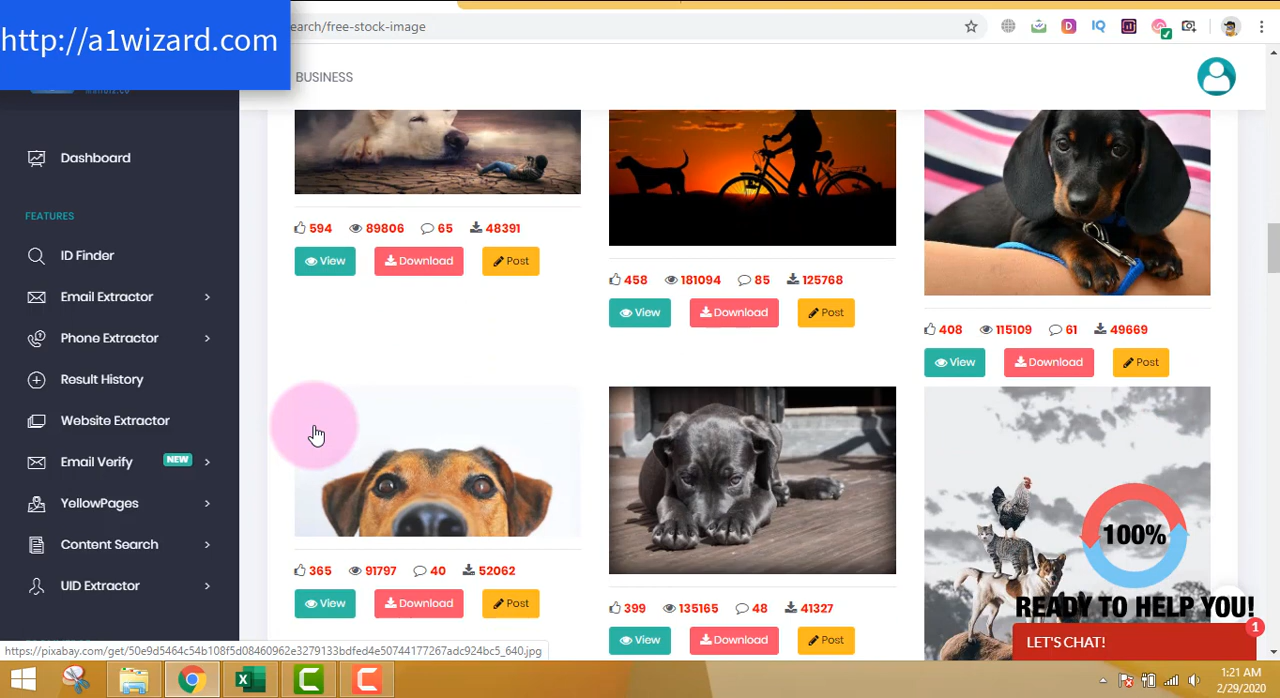 http://a1wizard.com
earch/free-stock-image
BUSINESS
Dashboard
FEATURES
ID Finder
Email Extractor
Phone Extractor
Result History
Website Extractor
Email Verify NEW
YellowPages
Content Search
UID Extractor
594 89806 65 48391
View Download Post
458 181094 85 125768
View Download Post
408 115109 61 49669
View Download Post
365 91797 40 52062
View Download Post
399 135165 48 41327
View Download Post
100%
READY TO HELP YOU!
LET'S CHAT!
1
https://pixabay.com/get/50e9d5464c54b108f5d08460962e3279133bdfed4e50744177267adc924bc5_640.jpg
1:21 AM
2/29/2020